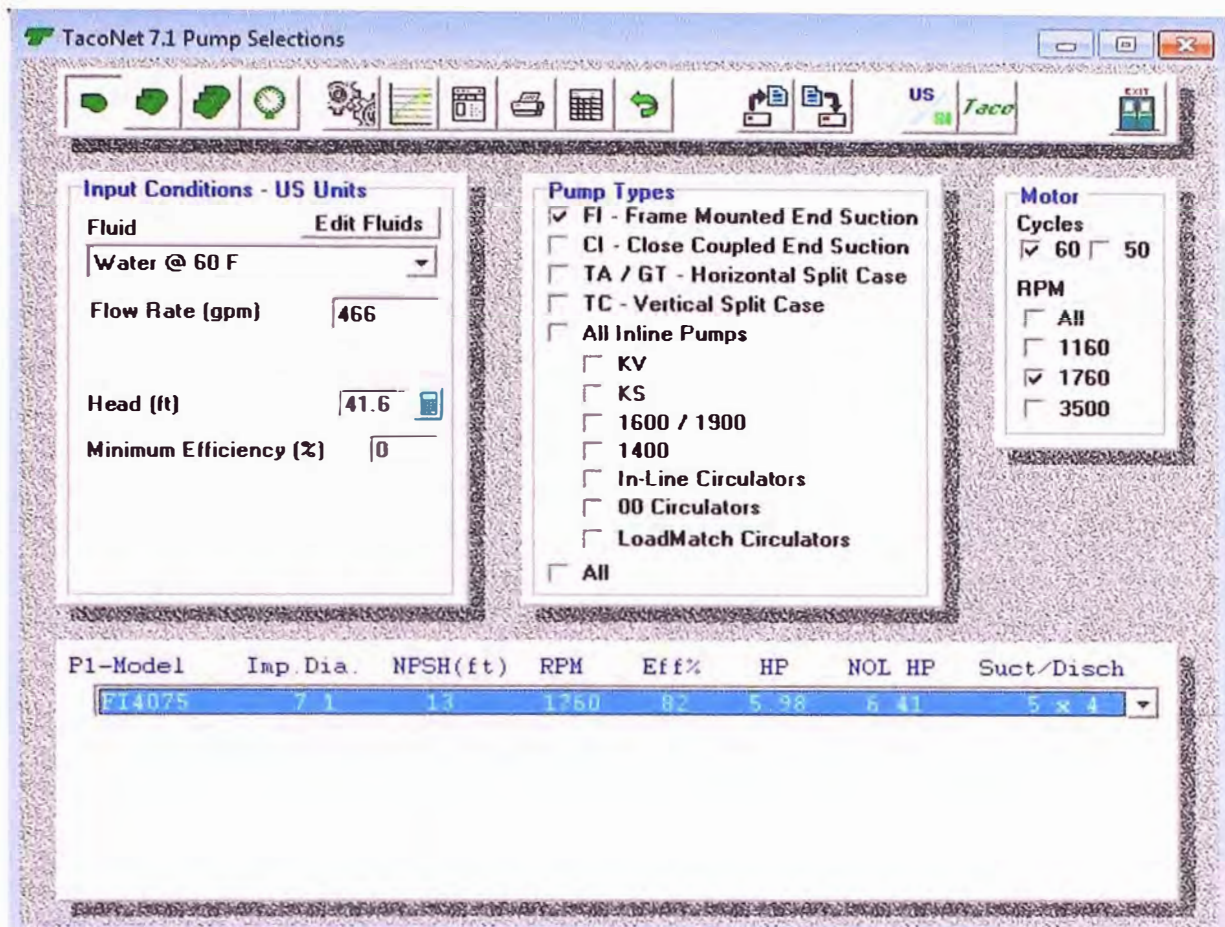 TacoNet 7.1 Pump Selections
US
SI
Taco
EXIT
Input Conditions - US Units
Fluid
Edit Fluids
Water @ 60 F
Flow Rate (gpm)
466
Head (ft)
41.6
Minimum Efficiency (%)
0
Pump Types
FI - Frame Mounted End Suction
CI - Close Coupled End Suction
TA / GT - Horizontal Split Case
TC - Vertical Split Case
All Inline Pumps
KV
KS
1600 / 1900
1400
In-Line Circulators
00 Circulators
LoadMatch Circulators
All
Motor
Cycles
60 50
RPM
All
1160
1760
3500
P1-Model Imp.Dia. NPSH(ft) RPM Eff% HP NOL HP Suct/Disch
FI4075 7.1 13 1760 82 5.98 6.41 5 x 4